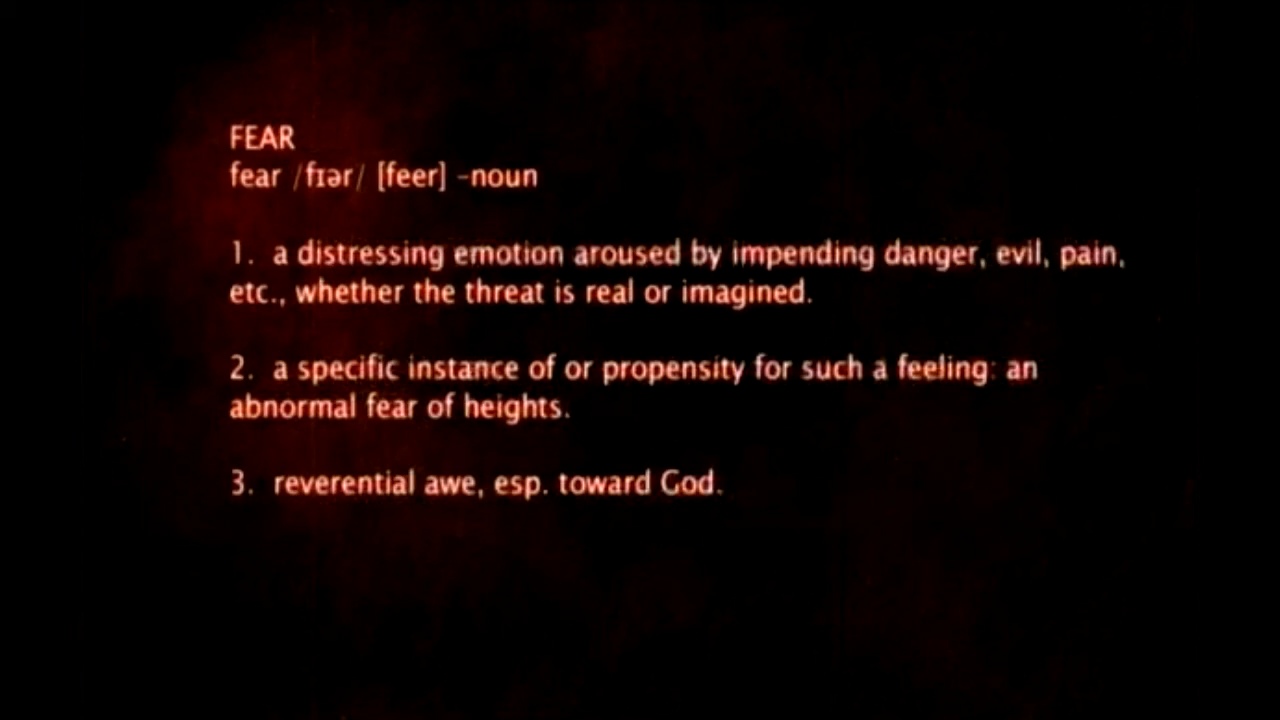 FEAR
fear /fɪər/ [feer] –noun
1. a distressing emotion aroused by impending danger, evil, pain,
etc., whether the threat is real or imagined.
2. a specific instance of or propensity for such a feeling: an
abnormal fear of heights.
3. reverential awe, esp. toward God.